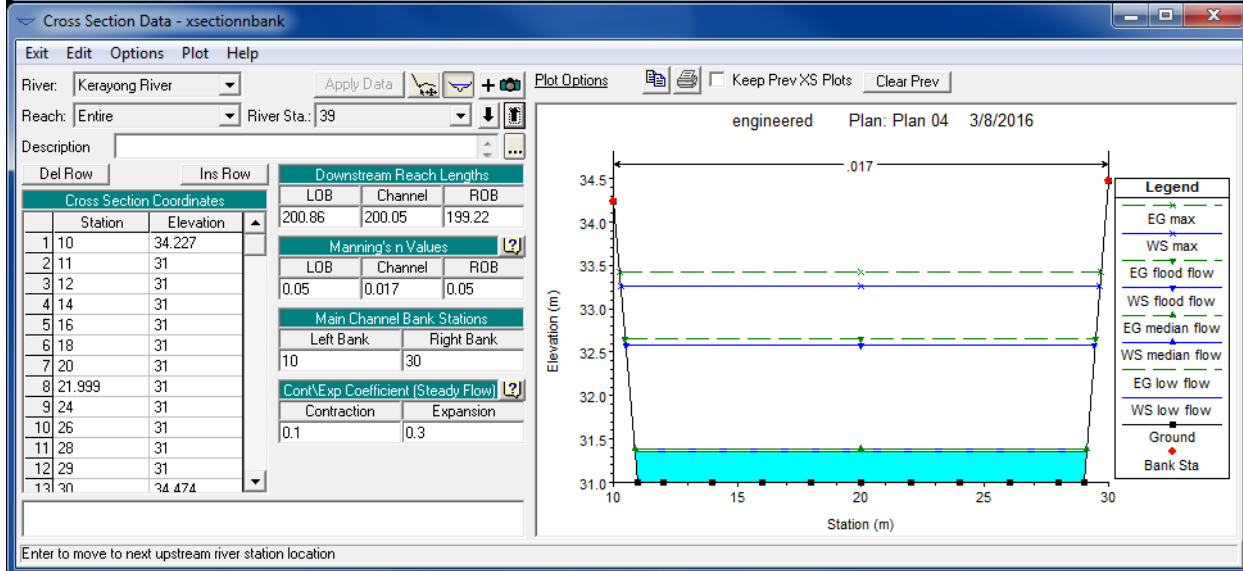 Cross Section Data - xsectionnbank
Exit Edit Options Plot Help
River: Kerayong River Apply Data + Plot Options Keep Prev XS Plots Clear Prev
Reach: Entire River Sta.: 39
Description ...
Del Row Ins Row
Cross Section Coordinates
Station Elevation
1 10 34.227
2 11 31
3 12 31
4 14 31
5 16 31
6 18 31
7 20 31
8 21.999 31
9 24 31
10 26 31
11 28 31
12 29 31
13 30 34.474
Downstream Reach Lengths
LOB Channel ROB
200.86 200.05 199.22
Manning's n Values
LOB Channel ROB
0.05 0.017 0.05
Main Channel Bank Stations
Left Bank Right Bank
10 30
Cont\Exp Coefficient (Steady Flow)
Contraction Expansion
0.1 0.3
engineered Plan: Plan 04 3/8/2016
.017
34.5
34.0
33.5
33.0
32.5
32.0
31.5
31.0
Elevation (m)
10 15 20 25 30
Station (m)
Legend
EG max
WS max
EG flood flow
WS flood flow
EG median flow
WS median flow
EG low flow
WS low flow
Ground
Bank Sta
Enter to move to next upstream river station location